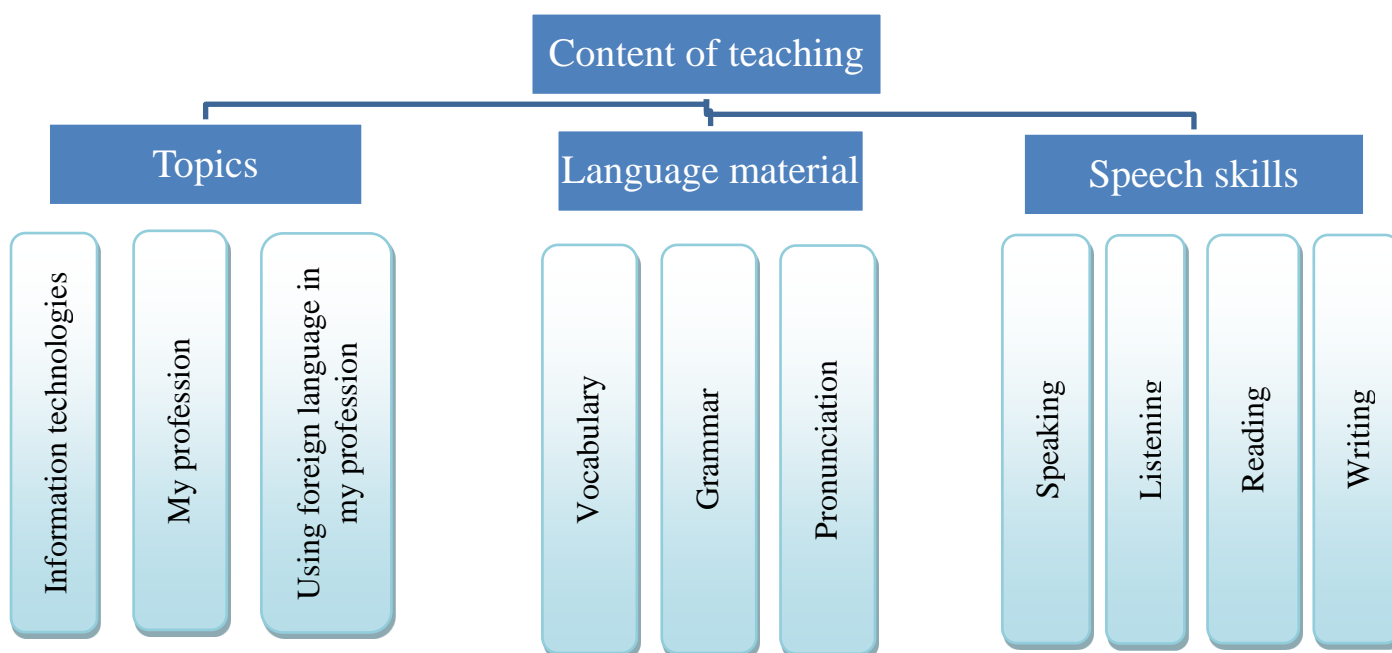 Content of teaching
Topics
Language material
Speech skills
Information technologies
My profession
Using foreign language in
my profession
Vocabulary
Grammar
Pronunciation
Speaking
Listening
Reading
Writing